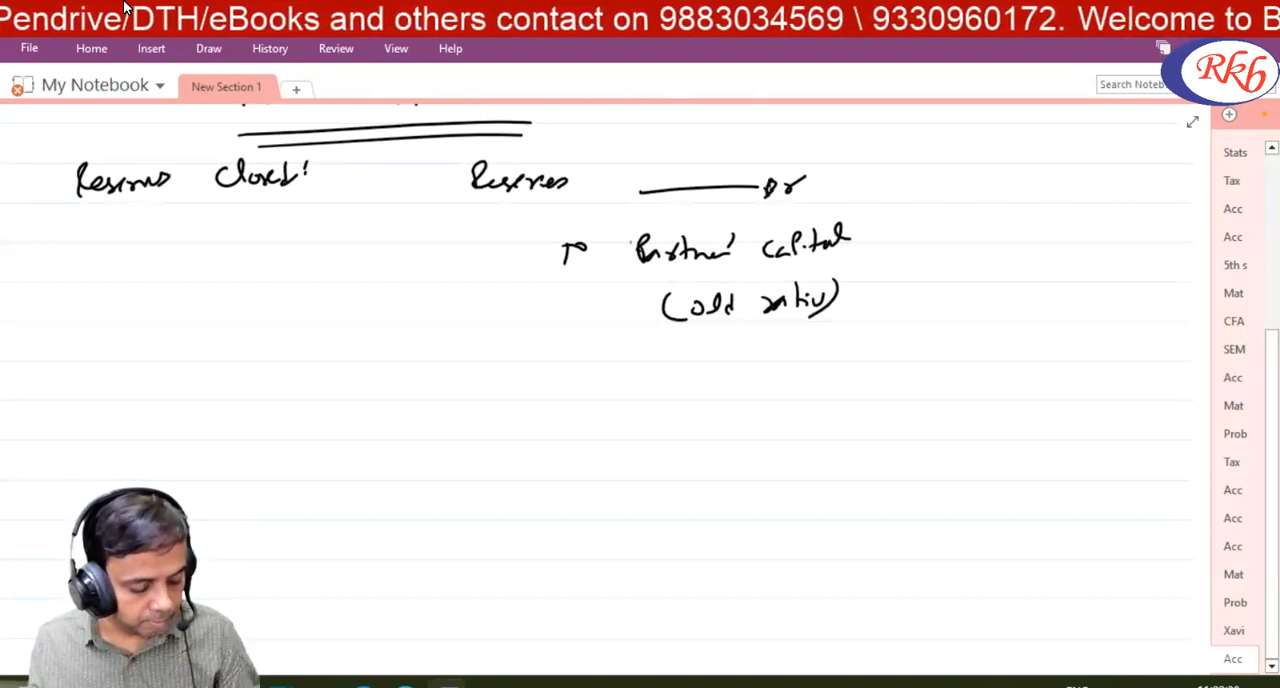 Pendrive/DTH/eBooks and others contact on 9883034569 \ 9330960172. Welcome to B
File Home Insert Draw History Review View Help
Rkb
My Notebook New Section 1 + Search Noteb
Reserves closed! Reserves Dr
To Partners' capital
(old ratio)
Stats
Tax
Acc
Acc
5th s
Mat
CFA
SEM
Acc
Mat
Prob
Tax
Acc
Acc
Acc
Mat
Prob
Xavi
Acc